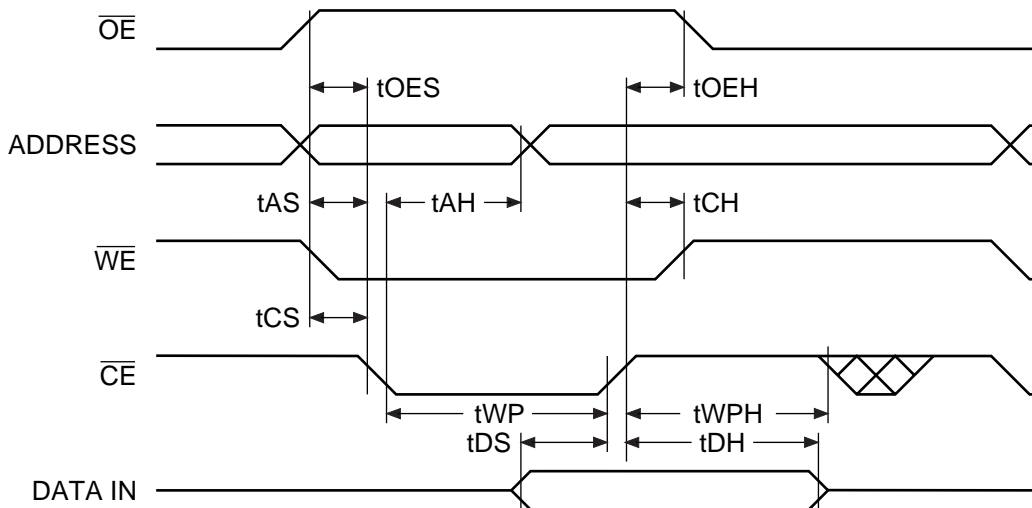 OE
tOES tOEH
ADDRESS
tAS tAH tCH
WE
tCS
CE
tWP tWPH
tDS tDH
DATA IN